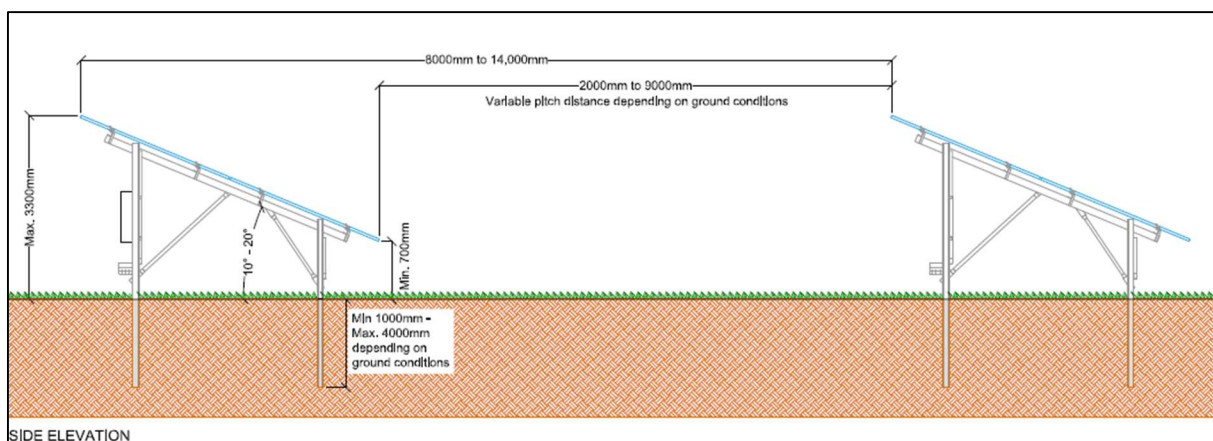 8000mm to 14,000mm
2000mm to 9000mm
Variable pitch distance depending on ground conditions
Max. 3300mm
10° - 20°
Min. 700mm
Min 1000mm -
Max. 4000mm
depending on
ground conditions
SIDE ELEVATION